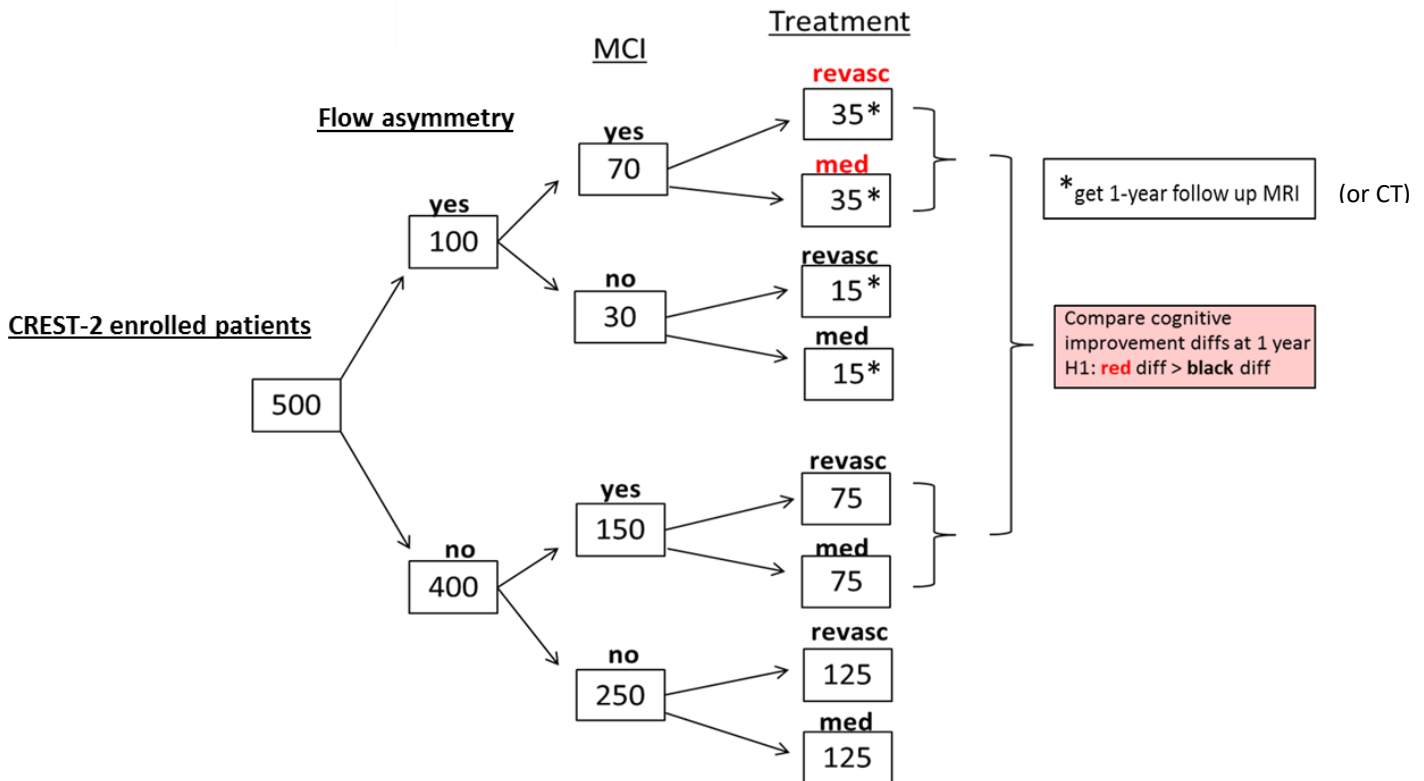 Treatment
MCI
Flow asymmetry
CREST-2 enrolled patients
500
yes
100
no
400
yes
70
no
30
yes
150
no
250
revasc
35*
med
35*
revasc
15*
med
15*
revasc
75
med
75
revasc
125
med
125
*get 1-year follow up MRI (or CT)
Compare cognitive
improvement diffs at 1 year
H1: red diff > black diff